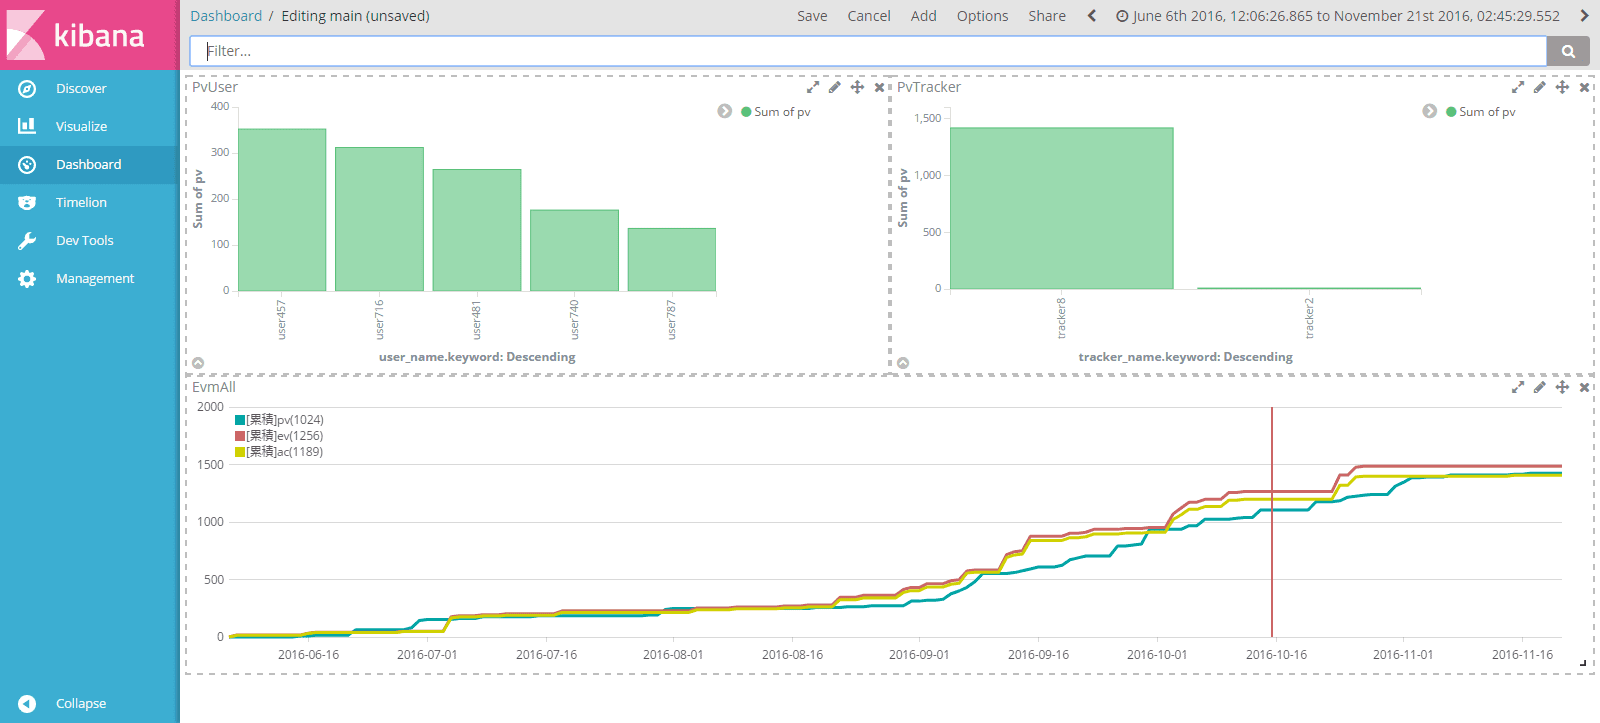 kibana
Discover
Visualize
Dashboard
Timelion
Dev Tools
Management
Collapse
Dashboard / Editing main (unsaved)
Save Cancel Add Options Share June 6th 2016, 12:06:26.865 to November 21st 2016, 02:45:29.552
Filter...
PvUser
Sum of pv
400
300
200
100
0
Sum of pv
user457 user716 user481 user740 user787
user_name.keyword: Descending
PvTracker
Sum of pv
1,500
1,000
500
0
Sum of pv
tracker8 tracker2
tracker_name.keyword: Descending
EvmAll
2000
1500
1000
500
0
[累積]pv(1024)
[累積]ev(1256)
[累積]ac(1189)
2016-06-16 2016-07-01 2016-07-16 2016-08-01 2016-08-16 2016-09-01 2016-09-16 2016-10-01 2016-10-16 2016-11-01 2016-11-16